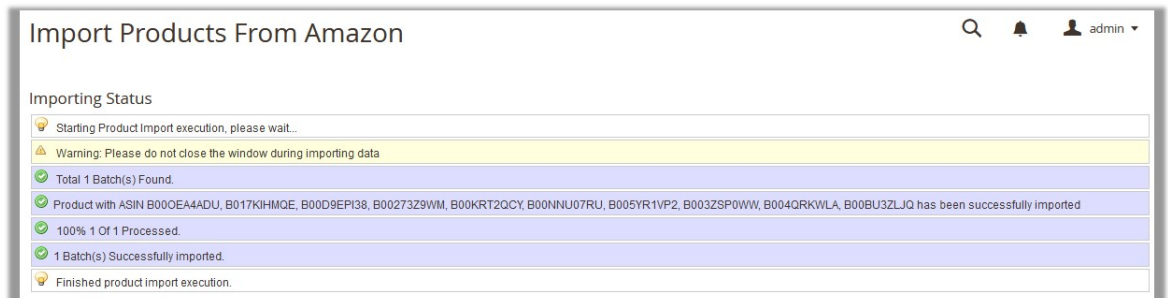 Import Products From Amazon
admin
Importing Status
Starting Product Import execution, please wait...
Warning: Please do not close the window during importing data
Total 1 Batch(s) Found.
Product with ASIN B00OEA4ADU, B017KIHMQE, B00D9EPI38, B00273Z9WM, B00KRT2QCY, B00NNU07RU, B005YR1VP2, B003ZSP0WW, B004QRKWLA, B00BU3ZLJQ has been successfully imported
100% 1 Of 1 Processed.
1 Batch(s) Successfully imported.
Finished product import execution.